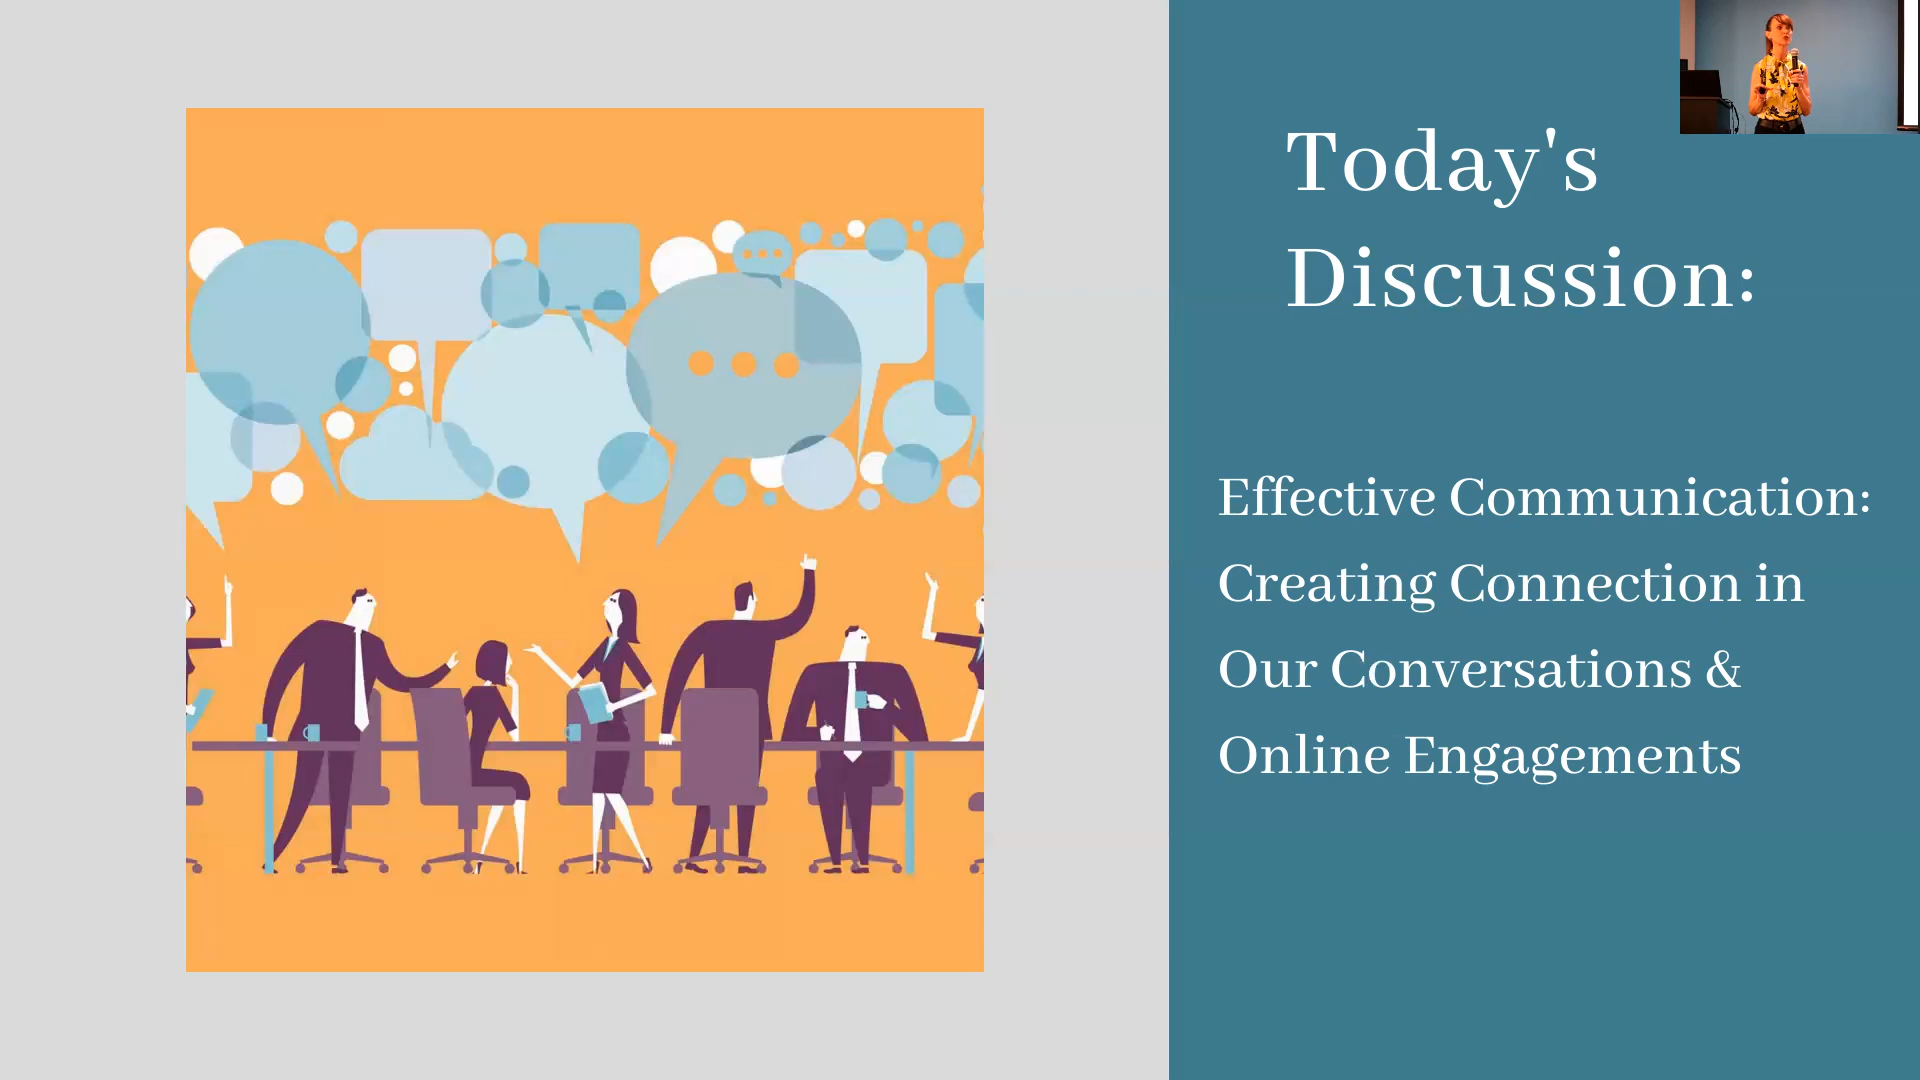 Today's
Discussion:
Effective Communication:
Creating Connection in
Our Conversations &
Online Engagements